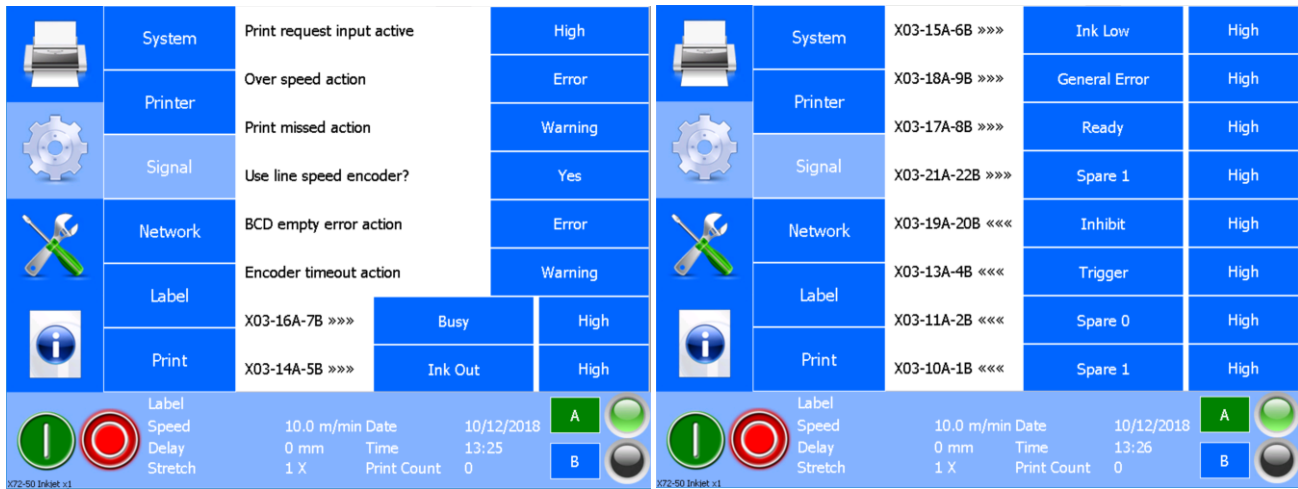 System
Printer
Signal
Network
Label
Print
Print request input active High
Over speed action Error
Print missed action Warning
Use line speed encoder? Yes
BCD empty error action Error
Encoder timeout action Warning
X03-16A-7B »»» Busy High
X03-14A-5B »»» Ink Out High
Label
Speed 10.0 m/min Date 10/12/2018
Delay 0 mm Time 13:25
Stretch 1 X Print Count 0
A
B
X72-50 Inkjet x1
System
Printer
Signal
Network
Label
Print
X03-15A-6B »»» Ink Low High
X03-18A-9B »»» General Error High
X03-17A-8B »»» Ready High
X03-21A-22B »»» Spare 1 High
X03-19A-20B ««« Inhibit High
X03-13A-4B ««« Trigger High
X03-11A-2B ««« Spare 0 High
X03-10A-1B ««« Spare 1 High
Label
Speed 10.0 m/min Date 10/12/2018
Delay 0 mm Time 13:26
Stretch 1 X Print Count 0
A
B
X72-50 Inkjet x1